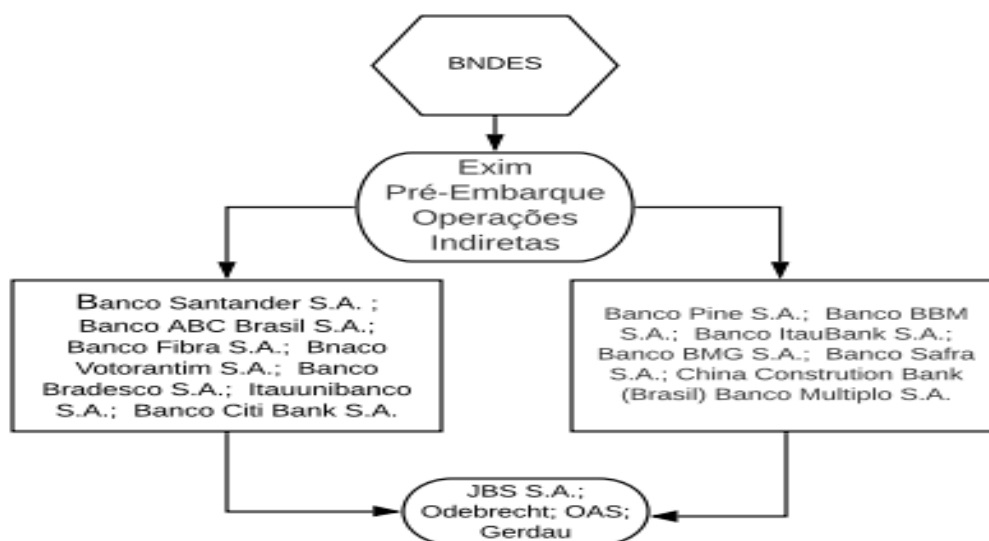 BNDES
Exim
Pré-Embarque
Operações
Indiretas
Banco Santander S.A. ;
Banco ABC Brasil S.A.;
Banco Fibra S.A.; Bnaco
Votorantim S.A.; Banco
Bradesco S.A.; Itauunibanco
S.A.; Banco Citi Bank S.A.
Banco Pine S.A.; Banco BBM
S.A.; Banco ItauBank S.A.;
Banco BMG S.A.; Banco Safra
S.A.; China Constrution Bank
(Brasil) Banco Multiplo S.A.
JBS S.A.;
Odebrecht; OAS;
Gerdau